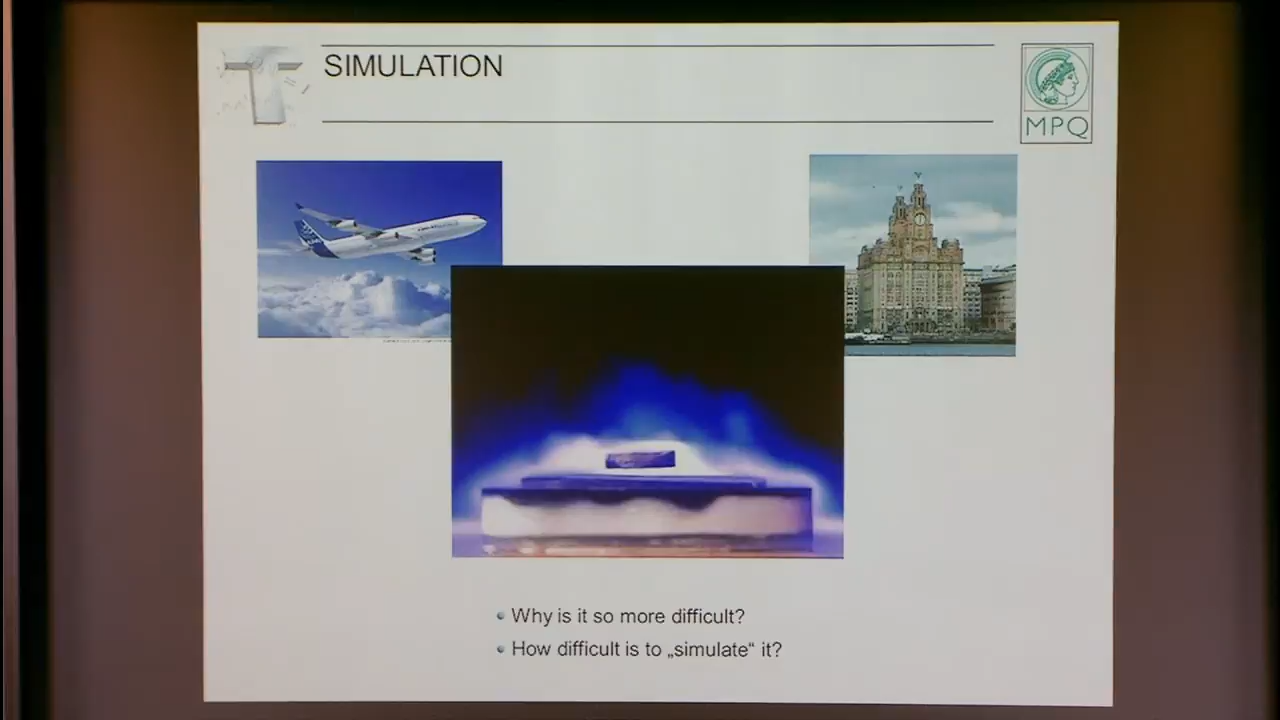 SIMULATION
MPQ
• Why is it so more difficult?
• How difficult is to „simulate“ it?